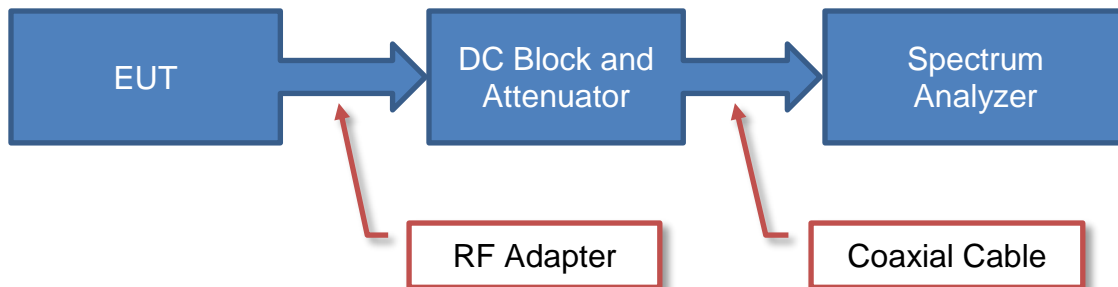 EUT
DC Block and
Attenuator
Spectrum
Analyzer
RF Adapter
Coaxial Cable